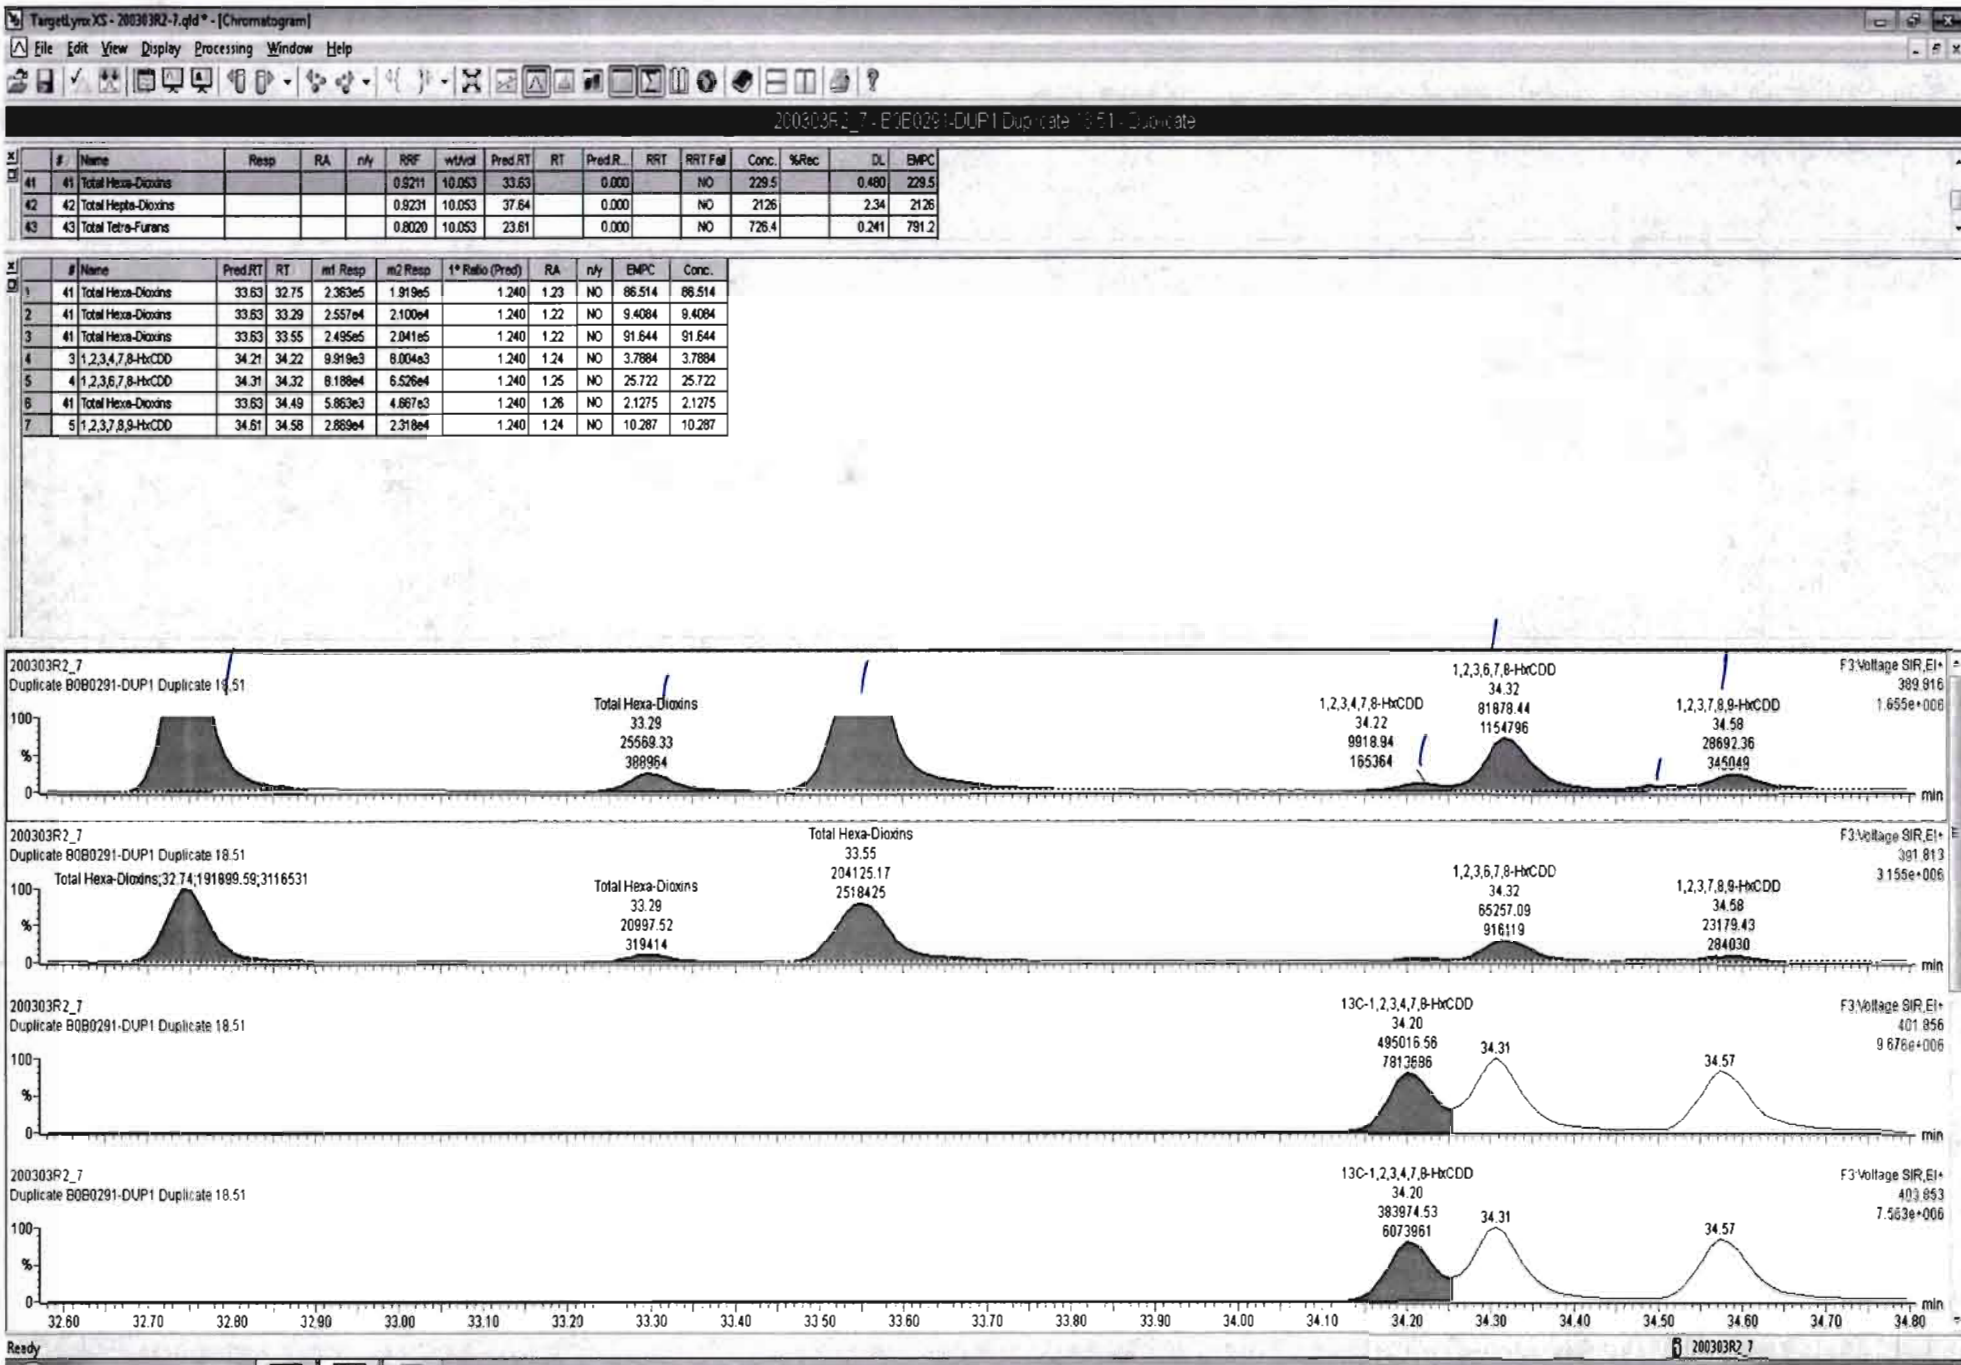 TargetLynx XS - 200303R2-7.qld * - [Chromatogram]
File Edit View Display Processing Window Help
200303R2_7 - B0B0291-DUP1 Duplicate 18.51 - Duplicate
# Name Resp RA n/y RRF wt/vol Pred.RT RT Pred.R... RRT RRT Fail Conc. %Rec DL EMPC
41 41 Total Hexa-Dioxins 0.9211 10.053 33.63 0.000 NO 229.5 0.480 229.5
42 42 Total Hepta-Dioxins 0.9231 10.053 37.64 0.000 NO 2126 2.34 2126
43 43 Total Tetra-Furans 0.8020 10.053 23.61 0.000 NO 726.4 0.241 791.2
# Name Pred.RT RT m1 Resp m2 Resp 1° Ratio (Pred) RA n/y EMPC Conc.
1 41 Total Hexa-Dioxins 33.63 32.75 2.363e5 1.919e5 1.240 1.23 NO 86.514 86.514
2 41 Total Hexa-Dioxins 33.63 33.29 2.557e4 2.100e4 1.240 1.22 NO 9.4084 9.4084
3 41 Total Hexa-Dioxins 33.63 33.55 2.495e5 2.041e5 1.240 1.22 NO 91.644 91.644
4 3 1,2,3,4,7,8-HxCDD 34.21 34.22 9.919e3 8.004e3 1.240 1.24 NO 3.7884 3.7884
5 4 1,2,3,6,7,8-HxCDD 34.31 34.32 8.188e4 6.526e4 1.240 1.25 NO 25.722 25.722
6 41 Total Hexa-Dioxins 33.63 34.49 5.863e3 4.667e3 1.240 1.26 NO 2.1275 2.1275
7 5 1,2,3,7,8,9-HxCDD 34.61 34.58 2.869e4 2.318e4 1.240 1.24 NO 10.287 10.287
200303R2_7
Duplicate B0B0291-DUP1 Duplicate 18.51
F3:Voltage SIR,EI+
389.816
1.655e+006
Total Hexa-Dioxins
33.29
25569.33
388964
1,2,3,4,7,8-HxCDD
34.22
9918.94
165364
1,2,3,6,7,8-HxCDD
34.32
81878.44
1154796
1,2,3,7,8,9-HxCDD
34.58
28692.36
345049
100
%
0
min
200303R2_7
Duplicate B0B0291-DUP1 Duplicate 18.51
F3:Voltage SIR,EI+
391.813
3.155e+006
Total Hexa-Dioxins;32.74;191899.59;3116531
Total Hexa-Dioxins
33.29
20997.52
319414
Total Hexa-Dioxins
33.55
204125.17
2518425
1,2,3,6,7,8-HxCDD
34.32
65257.09
916119
1,2,3,7,8,9-HxCDD
34.58
23179.43
284030
100
%
0
min
200303R2_7
Duplicate B0B0291-DUP1 Duplicate 18.51
F3:Voltage SIR,EI+
401.856
9.676e+006
13C-1,2,3,4,7,8-HxCDD
34.20
495016.56
7813686
34.31
34.57
100
%
0
min
200303R2_7
Duplicate B0B0291-DUP1 Duplicate 18.51
F3:Voltage SIR,EI+
403.853
7.563e+006
13C-1,2,3,4,7,8-HxCDD
34.20
383974.53
6073961
34.31
34.57
100
%
0
min
32.60 32.70 32.80 32.90 33.00 33.10 33.20 33.30 33.40 33.50 33.60 33.70 33.80 33.90 34.00 34.10 34.20 34.30 34.40 34.50 34.60 34.70 34.80
Ready
200303R2_7